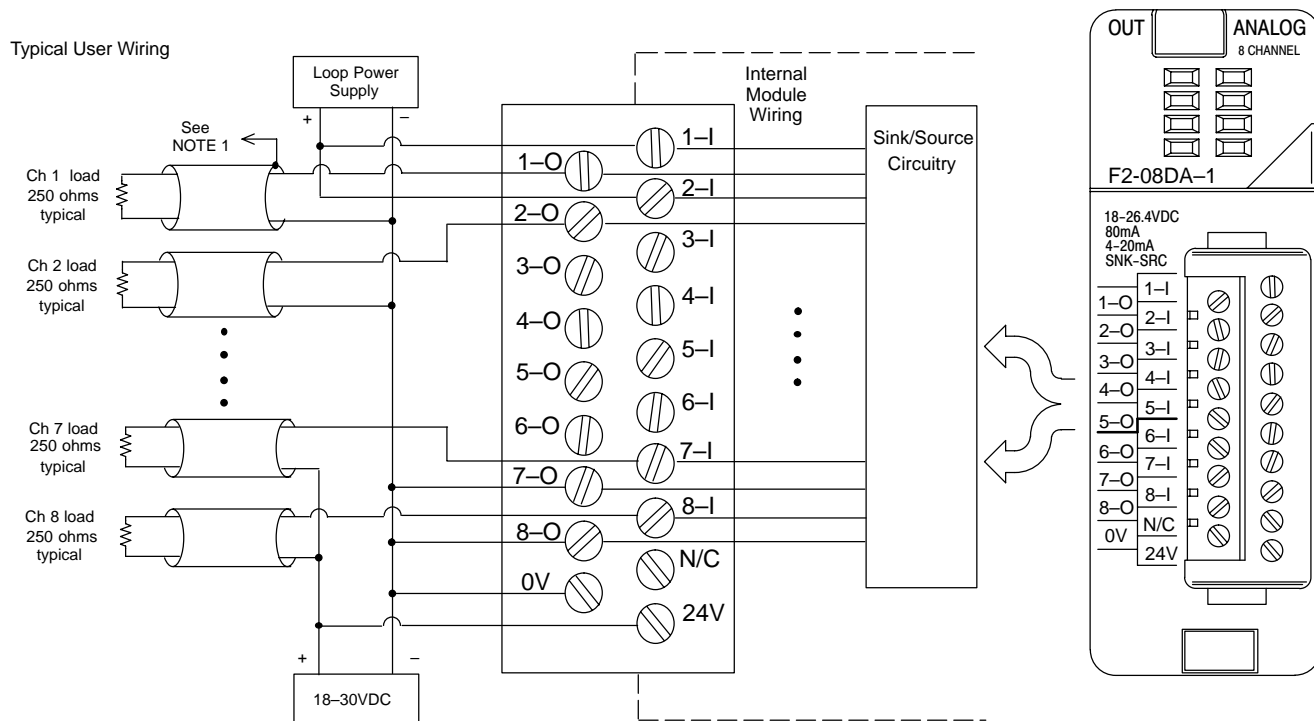 Typical User Wiring
Loop Power
Supply
+
–
See
NOTE 1
Ch 1 load
250 ohms
typical
Ch 2 load
250 ohms
typical
Ch 7 load
250 ohms
typical
Ch 8 load
250 ohms
typical
+
–
18–30VDC
Internal
Module
Wiring
1–I
1–O
2–I
2–O
3–I
3–O
4–I
4–O
5–I
5–O
6–I
6–O
7–I
7–O
8–I
8–O
N/C
0V
24V
Sink/Source
Circuitry
OUT
ANALOG
8 CHANNEL
F2-08DA–1
18-26.4VDC
80mA
4-20mA
SNK-SRC
1–I
1–O
2–I
2–O
3–I
3–O
4–I
4–O
5–I
5–O
6–I
6–O
7–I
7–O
8–I
8–O
N/C
0V
24V